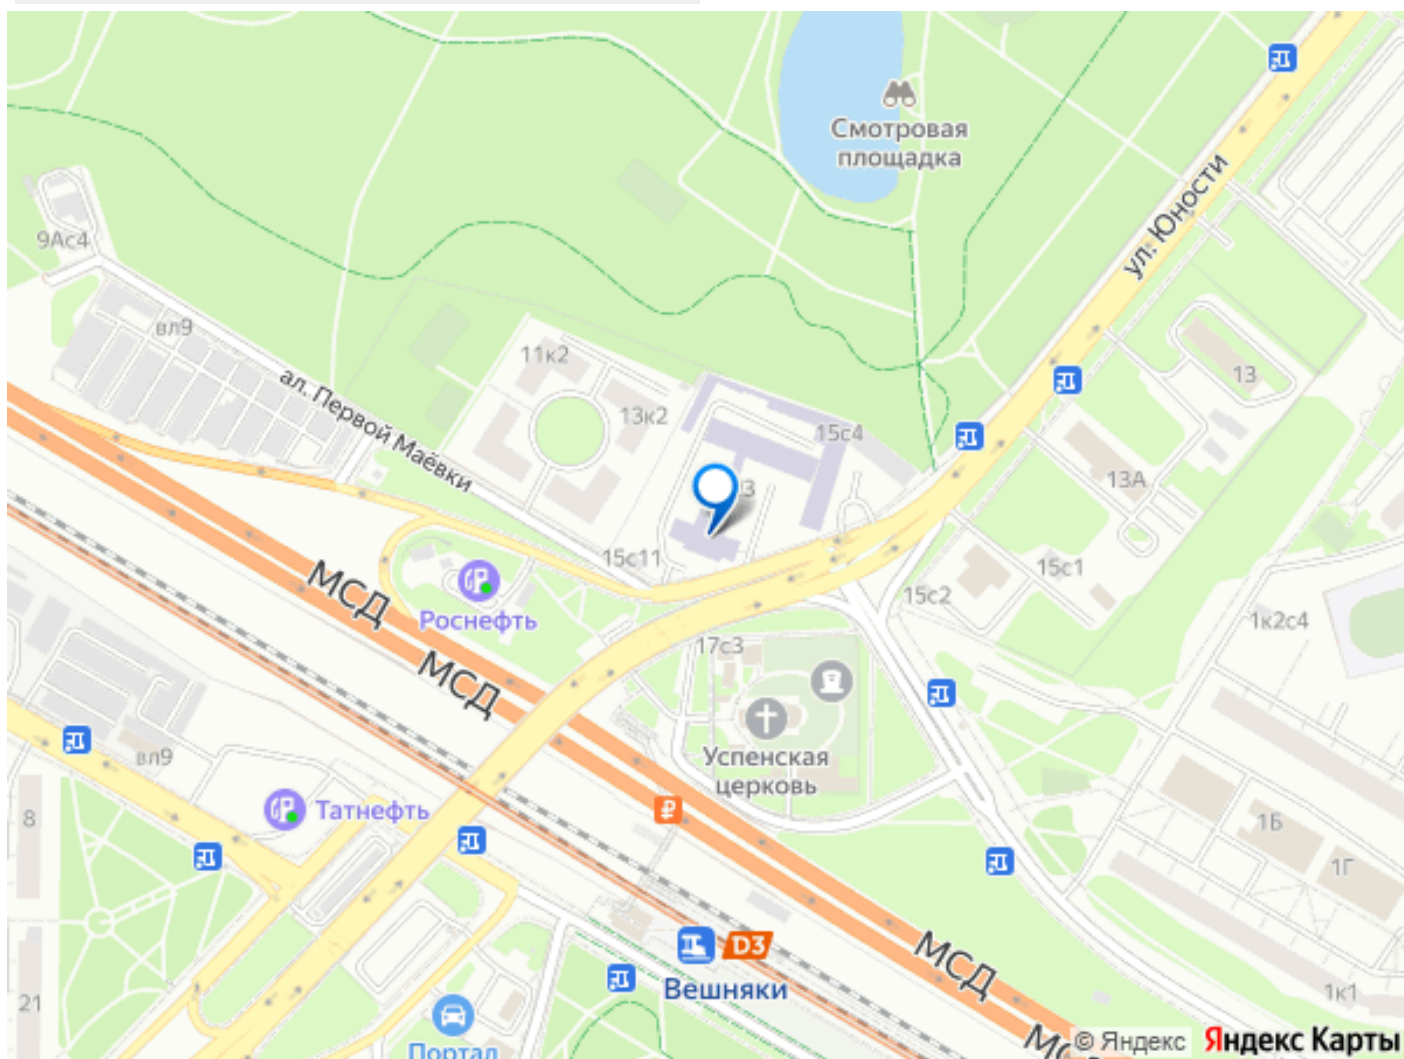 Смотровая
площадка
ул. Юности
9Ас4
вл9
11к2
ал. Первой Маёвки
13к2
13
15с4
13А
15с11
15с1
15с2
МСД
Роснефть
1к2с4
17с3
МСД
Успенская
церковь
вл9
Татнефть
8
₽
1Б
1Г
D3
МСД
Вешняки
21
1к1
Портал
© Яндекс
Яндекс Карты